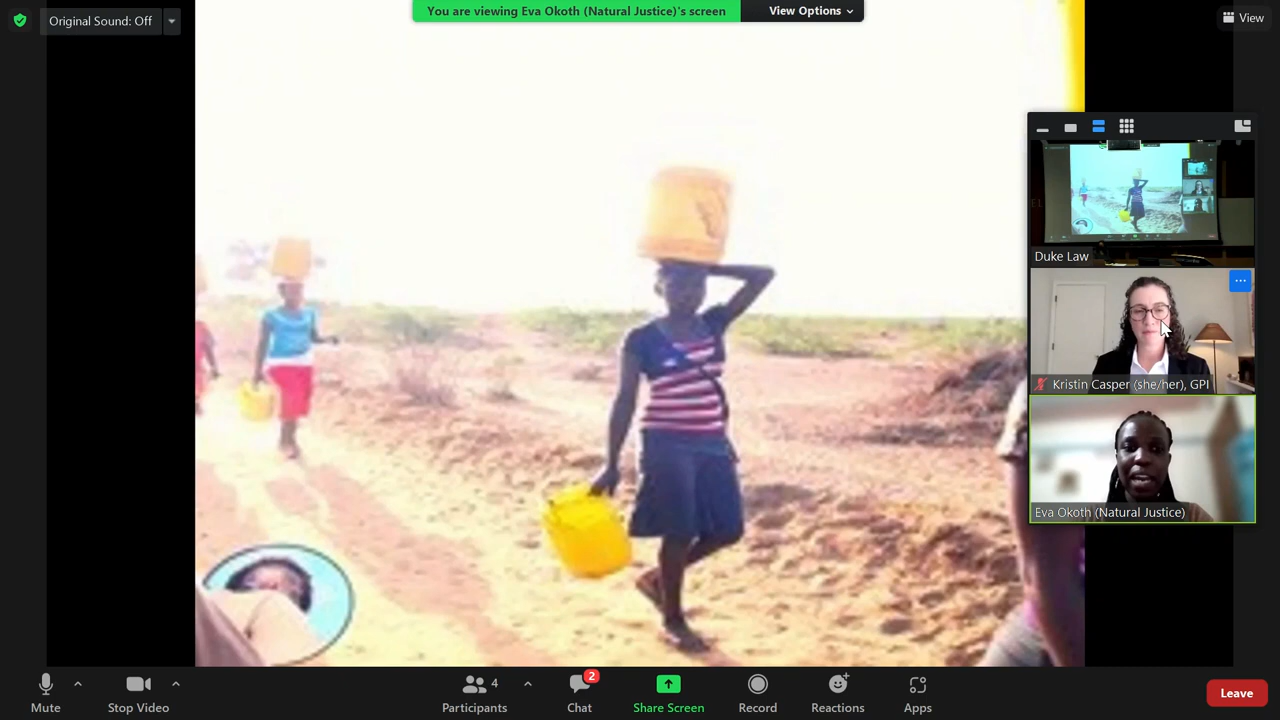 Original Sound: Off
You are viewing Eva Okoth (Natural Justice)'s screen
View Options
View
Duke Law
Kristin Casper (she/her), GPI
Eva Okoth (Natural Justice)
4
2
Mute
Stop Video
Participants
Chat
Share Screen
Record
Reactions
Apps
Leave